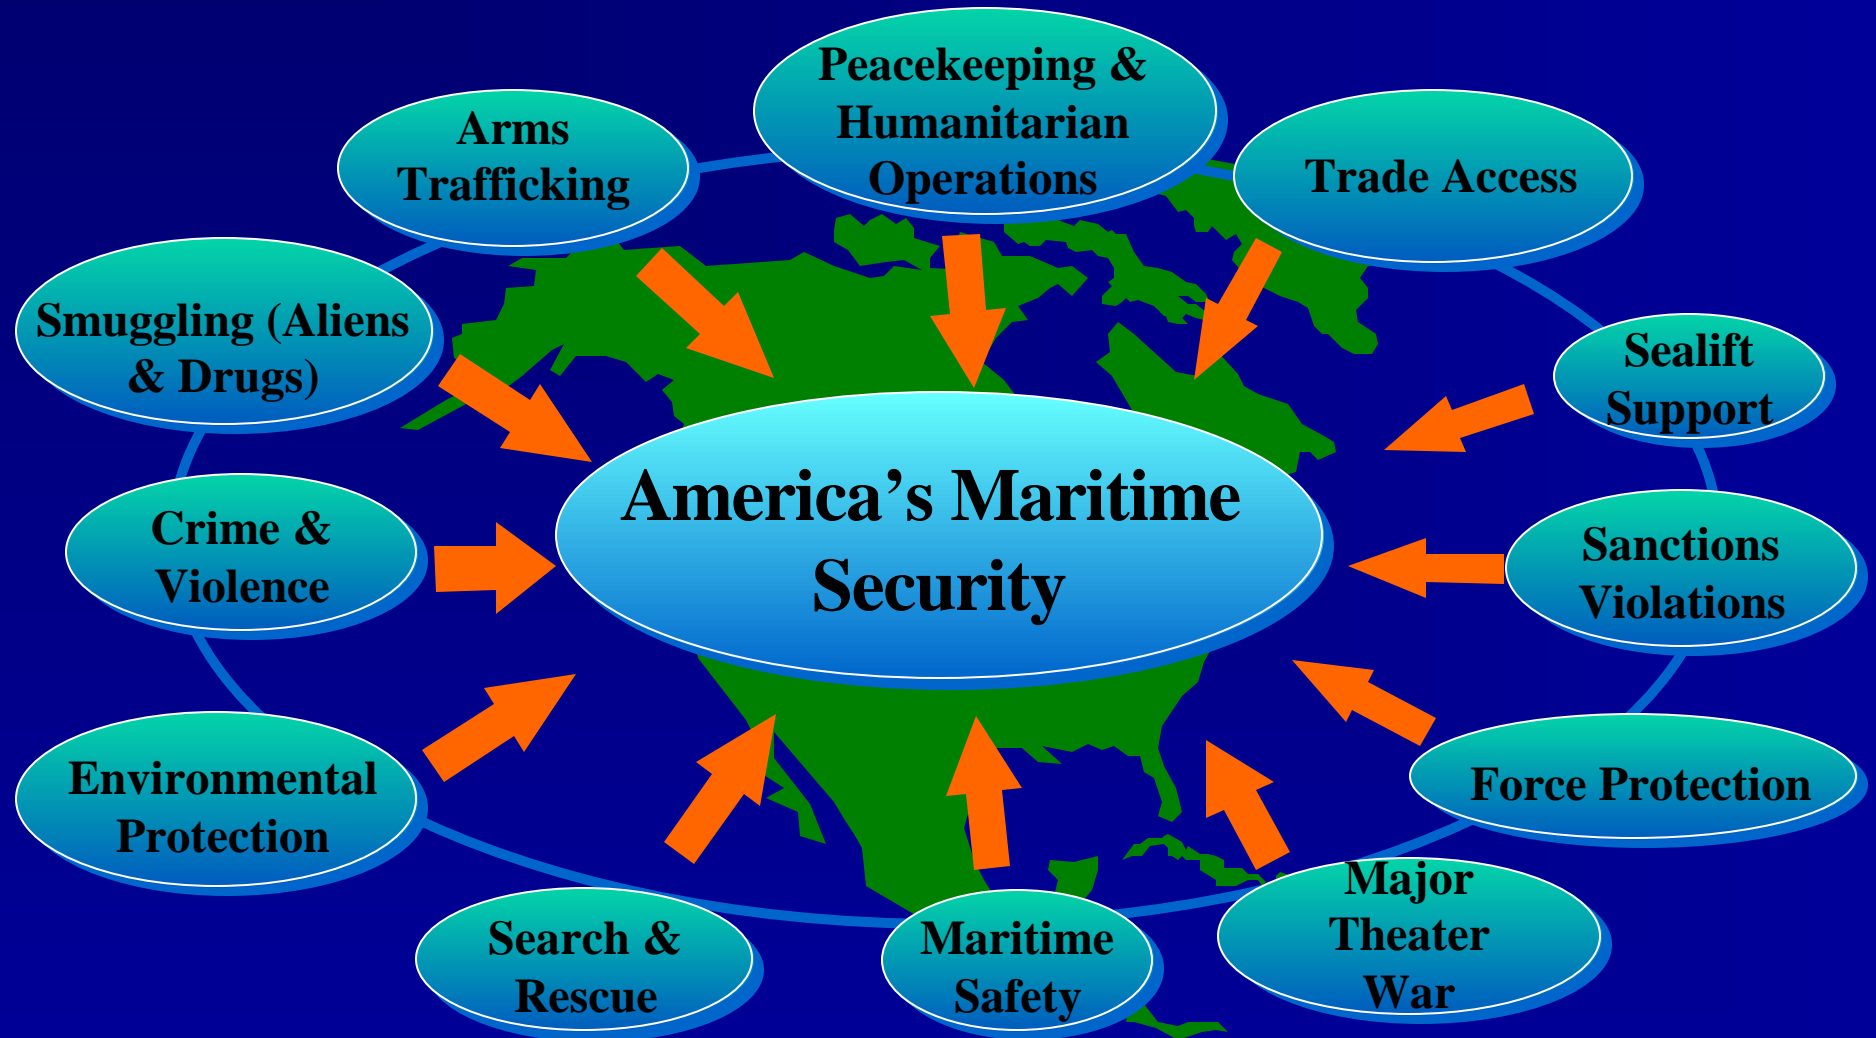 Peacekeeping &
Humanitarian
Operations
Arms
Trafficking
Trade Access
Smuggling (Aliens
& Drugs)
Sealift
Support
America’s Maritime
Security
Crime &
Violence
Sanctions
Violations
Environmental
Protection
Force Protection
Search &
Rescue
Maritime
Safety
Major
Theater
War